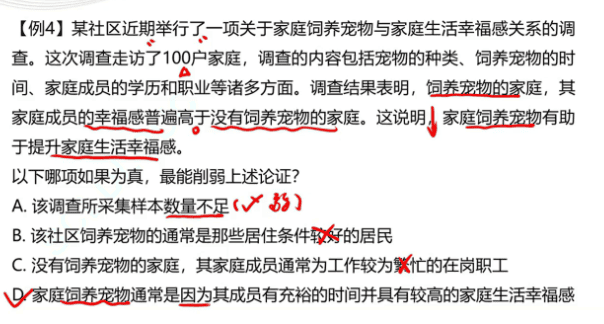 【例4】某社区近期举行了一项关于家庭饲养宠物与家庭生活幸福感关系的调
查。这次调查走访了100户家庭，调查的内容包括宠物的种类、饲养宠物的时
间、家庭成员的学历和职业等诸多方面。调查结果表明，饲养宠物的家庭，其
家庭成员的幸福感普遍高于没有饲养宠物的家庭。这说明，家庭饲养宠物有助
于提升家庭生活幸福感。
以下哪项如果为真，最能削弱上述论证？
A. 该调查所采集样本数量不足（✓ 弱）
B. 该社区饲养宠物的通常是那些居住条件较好的居民
C. 没有饲养宠物的家庭，其家庭成员通常为工作较为繁忙的在岗职工
D. 家庭饲养宠物通常是因为其成员有充裕的时间并具有较高的家庭生活幸福感